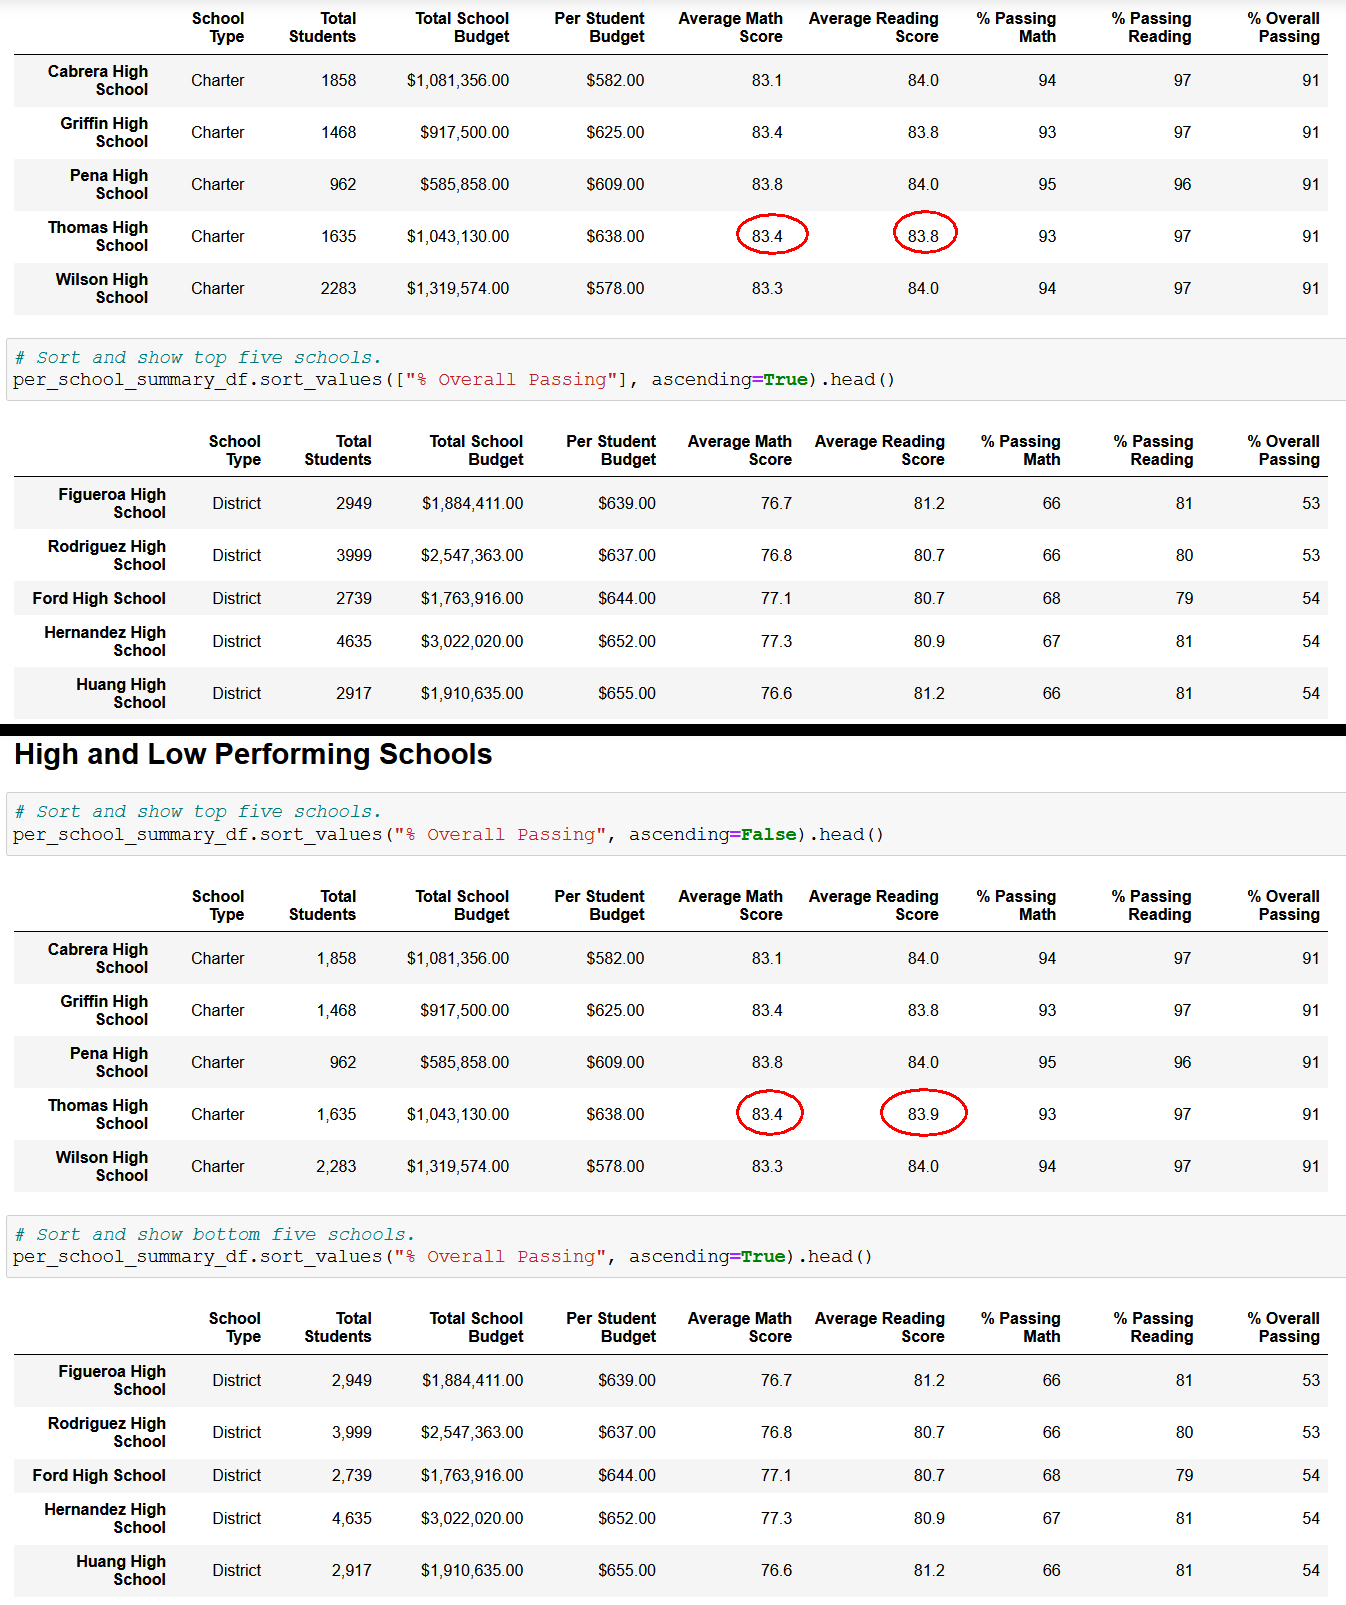 School Type Total Students Total School Budget Per Student Budget Average Math Score Average Reading Score % Passing Math % Passing Reading % Overall Passing
Cabrera High School Charter 1858 $1,081,356.00 $582.00 83.1 84.0 94 97 91
Griffin High School Charter 1468 $917,500.00 $625.00 83.4 83.8 93 97 91
Pena High School Charter 962 $585,858.00 $609.00 83.8 84.0 95 96 91
Thomas High School Charter 1635 $1,043,130.00 $638.00 83.4 83.8 93 97 91
Wilson High School Charter 2283 $1,319,574.00 $578.00 83.3 84.0 94 97 91
# Sort and show top five schools.
per_school_summary_df.sort_values(["% Overall Passing"], ascending=True).head()
School Type Total Students Total School Budget Per Student Budget Average Math Score Average Reading Score % Passing Math % Passing Reading % Overall Passing
Figueroa High School District 2949 $1,884,411.00 $639.00 76.7 81.2 66 81 53
Rodriguez High School District 3999 $2,547,363.00 $637.00 76.8 80.7 66 80 53
Ford High School District 2739 $1,763,916.00 $644.00 77.1 80.7 68 79 54
Hernandez High School District 4635 $3,022,020.00 $652.00 77.3 80.9 67 81 54
Huang High School District 2917 $1,910,635.00 $655.00 76.6 81.2 66 81 54
High and Low Performing Schools
# Sort and show top five schools.
per_school_summary_df.sort_values("% Overall Passing", ascending=False).head()
School Type Total Students Total School Budget Per Student Budget Average Math Score Average Reading Score % Passing Math % Passing Reading % Overall Passing
Cabrera High School Charter 1,858 $1,081,356.00 $582.00 83.1 84.0 94 97 91
Griffin High School Charter 1,468 $917,500.00 $625.00 83.4 83.8 93 97 91
Pena High School Charter 962 $585,858.00 $609.00 83.8 84.0 95 96 91
Thomas High School Charter 1,635 $1,043,130.00 $638.00 83.4 83.9 93 97 91
Wilson High School Charter 2,283 $1,319,574.00 $578.00 83.3 84.0 94 97 91
# Sort and show bottom five schools.
per_school_summary_df.sort_values("% Overall Passing", ascending=True).head()
School Type Total Students Total School Budget Per Student Budget Average Math Score Average Reading Score % Passing Math % Passing Reading % Overall Passing
Figueroa High School District 2,949 $1,884,411.00 $639.00 76.7 81.2 66 81 53
Rodriguez High School District 3,999 $2,547,363.00 $637.00 76.8 80.7 66 80 53
Ford High School District 2,739 $1,763,916.00 $644.00 77.1 80.7 68 79 54
Hernandez High School District 4,635 $3,022,020.00 $652.00 77.3 80.9 67 81 54
Huang High School District 2,917 $1,910,635.00 $655.00 76.6 81.2 66 81 54